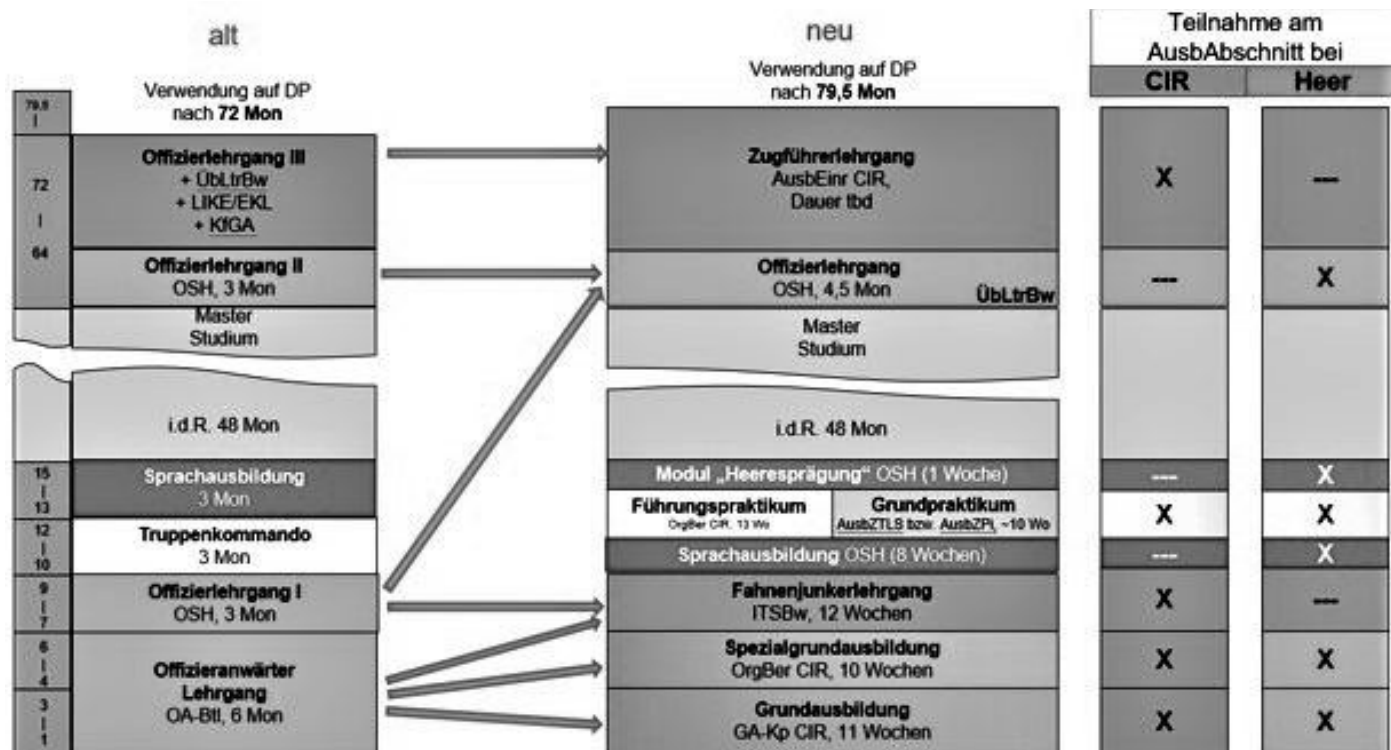 alt
Verwendung auf DP
nach 72 Mon
79,5
|
72
|
64
Offizierlehrgang III
+ ÜbLtrBw
+ LIKE/EKL
+ KfGA
Offizierlehrgang II
OSH, 3 Mon
Master
Studium
i.d.R. 48 Mon
15
|
13
Sprachausbildung
3 Mon
12
|
10
Truppenkommando
3 Mon
9
|
7
Offizierlehrgang I
OSH, 3 Mon
6
|
4
3
|
1
Offizieranwärter
Lehrgang
OA-Btl, 6 Mon
neu
Verwendung auf DP
nach 79,5 Mon
Zugführerlehrgang
AusbEinr CIR,
Dauer tbd
Offizierlehrgang
OSH, 4,5 Mon
ÜbLtrBw
Master
Studium
i.d.R. 48 Mon
Modul „Heeresprägung“ OSH (1 Woche)
Führungspraktikum
OrgBer CIR, 13 Wo
Grundpraktikum
AusbZTLS bzw. AusbZPi, ~10 Wo
Sprachausbildung OSH (8 Wochen)
Fahnenjunkerlehrgang
ITSBw, 12 Wochen
Spezialgrundausbildung
OrgBer CIR, 10 Wochen
Grundausbildung
GA-Kp CIR, 11 Wochen
Teilnahme am
AusbAbschnitt bei
CIR Heer
X ---
--- X
--- X
X X
--- X
X ---
X X
X X